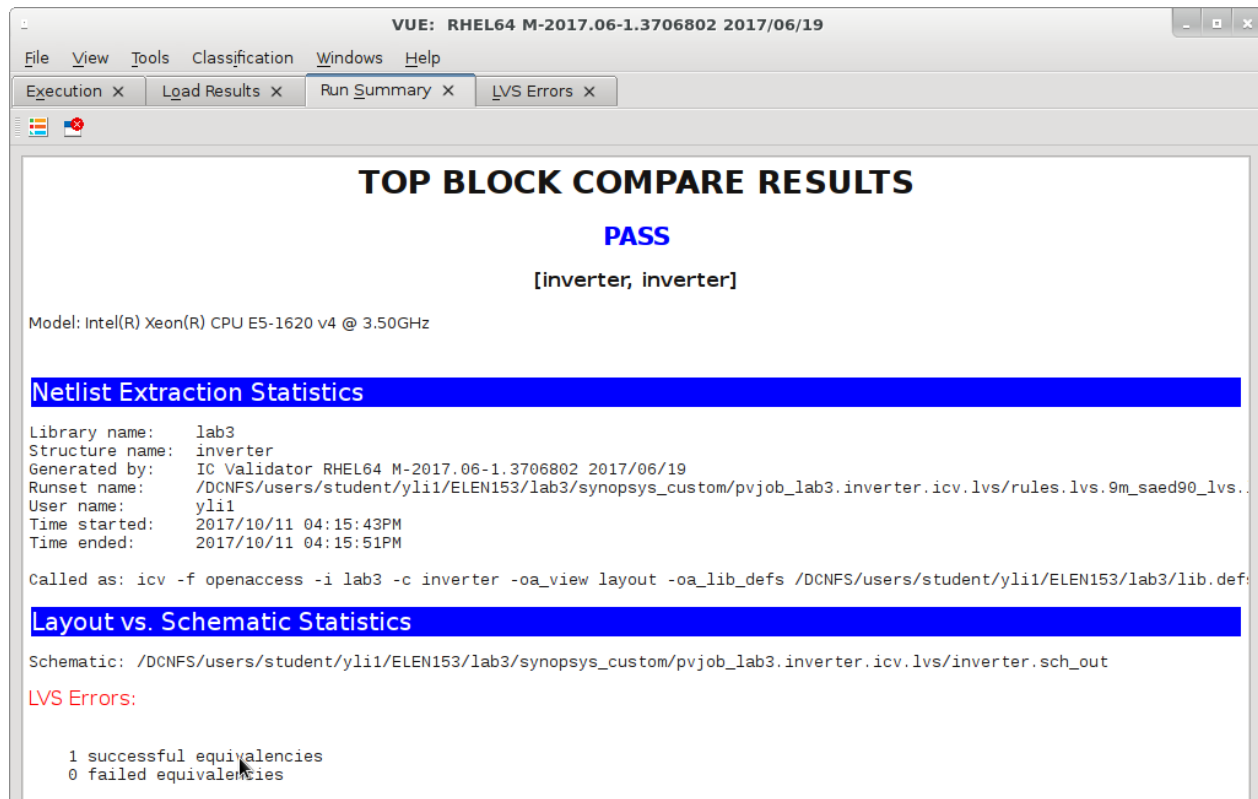 VUE: RHEL64 M-2017.06-1.3706802 2017/06/19
File View Tools Classification Windows Help
Execution X Load Results X Run Summary X LVS Errors X
TOP BLOCK COMPARE RESULTS
PASS
[inverter, inverter]
Model: Intel(R) Xeon(R) CPU E5-1620 v4 @ 3.50GHz
Netlist Extraction Statistics
Library name: lab3
Structure name: inverter
Generated by: IC Validator RHEL64 M-2017.06-1.3706802 2017/06/19
Runset name: /DCNFS/users/student/yli1/ELEN153/lab3/synopsys_custom/pvjob_lab3.inverter.icv.lvs/rules.lvs.9m_saed90_lvs..
User name: yli1
Time started: 2017/10/11 04:15:43PM
Time ended: 2017/10/11 04:15:51PM
Called as: icv -f openaccess -i lab3 -c inverter -oa_view layout -oa_lib_defs /DCNFS/users/student/yli1/ELEN153/lab3/lib.defs
Layout vs. Schematic Statistics
Schematic: /DCNFS/users/student/yli1/ELEN153/lab3/synopsys_custom/pvjob_lab3.inverter.icv.lvs/inverter.sch_out
LVS Errors:
1 successful equivalencies
0 failed equivalencies